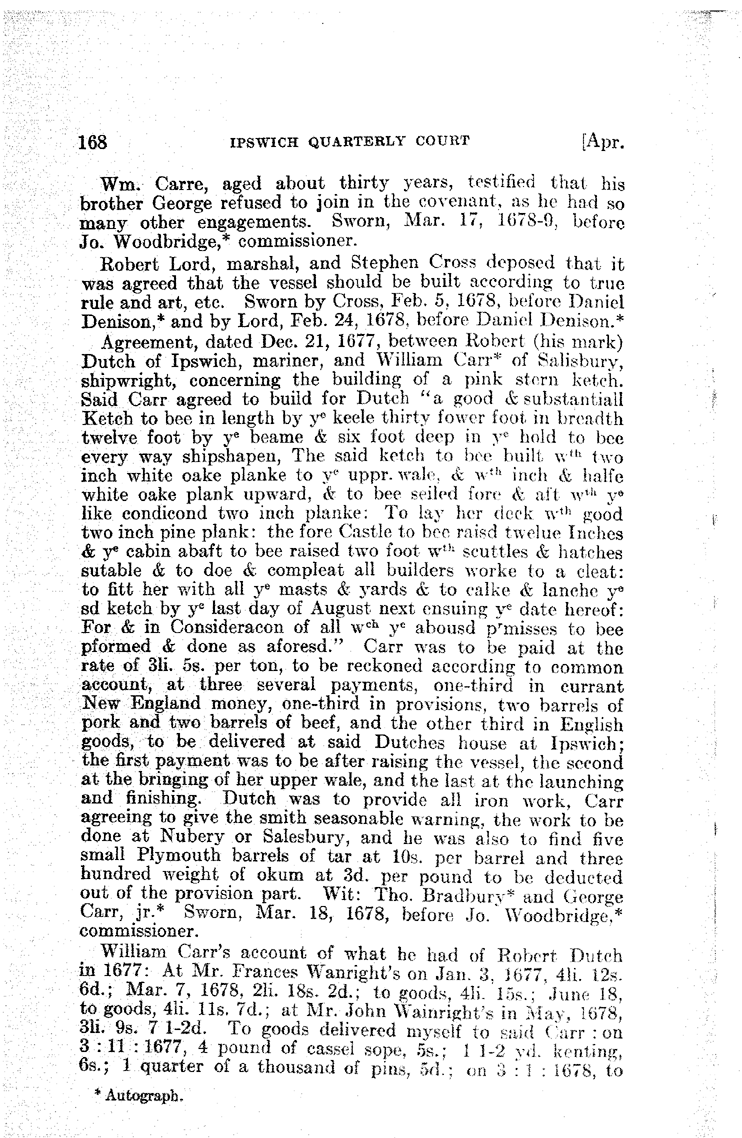 168 IPSWICH QUARTERLY COURT [Apr.
Wm. Carre, aged about thirty years, testified that his
brother George refused to join in the covenant, as he had so
many other engagements. Sworn, Mar. 17, 1678-9, before
Jo. Woodbridge,* commissioner.
Robert Lord, marshal, and Stephen Cross deposed that it
was agreed that the vessel should be built according to true
rule and art, etc. Sworn by Cross, Feb. 5, 1678, before Daniel
Denison,* and by Lord, Feb. 24, 1678, before Daniel Denison.*
Agreement, dated Dec. 21, 1677, between Robert (his mark)
Dutch of Ipswich, mariner, and William Carr* of Salisbury,
shipwright, concerning the building of a pink stern ketch.
Said Carr agreed to build for Dutch "a good & substantiall
Ketch to bee in length by yᵉ keele thirty fower foot in breadth
twelve foot by yᵉ beame & six foot deep in yᵉ hold to bee
every way shipshapen, The said ketch to bee built wᵗʰ two
inch white oake planke to yᵉ uppr. wale, & wᵗʰ inch & halfe
white oake plank upward, & to bee seiled fore & aft wᵗʰ yᵉ
like condicond two inch planke: To lay her deck wᵗʰ good
two inch pine plank: the fore Castle to bee raisd twelue Inches
& yᵉ cabin abaft to bee raised two foot wᵗʰ scuttles & hatches
sutable & to doe & compleat all builders worke to a cleat:
to fitt her with all yᵉ masts & yards & to calke & lanche yᵉ
sd ketch by yᵉ last day of August next ensuing yᵉ date hereof:
For & in Consideracon of all wᶜʰ yᵉ abousd pʳmisses to bee
pformed & done as aforesd." Carr was to be paid at the
rate of 3li. 5s. per ton, to be reckoned according to common
account, at three several payments, one-third in currant
New England money, one-third in provisions, two barrels of
pork and two barrels of beef, and the other third in English
goods, to be delivered at said Dutches house at Ipswich;
the first payment was to be after raising the vessel, the second
at the bringing of her upper wale, and the last at the launching
and finishing. Dutch was to provide all iron work, Carr
agreeing to give the smith seasonable warning, the work to be
done at Nubery or Salesbury, and he was also to find five
small Plymouth barrels of tar at 10s. per barrel and three
hundred weight of okum at 3d. per pound to be deducted
out of the provision part. Wit: Tho. Bradbury* and George
Carr, jr.* Sworn, Mar. 18, 1678, before Jo. Woodbridge,*
commissioner.
William Carr's account of what he had of Robert Dutch
in 1677: At Mr. Frances Wanright's on Jan. 3, 1677, 4li. 12s.
6d.; Mar. 7, 1678, 2li. 18s. 2d.; to goods, 4li. 15s.; June 18,
to goods, 4li. 11s. 7d.; at Mr. John Wainright's in May, 1678,
3li. 9s. 7 1-2d. To goods delivered myself to said Carr : on
3 : 11 : 1677, 4 pound of cassel sope, 5s.; 1 1-2 yd. kenting,
6s.; 1 quarter of a thousand of pins, 5d.; on 3 : 1 : 1678, to
* Autograph.